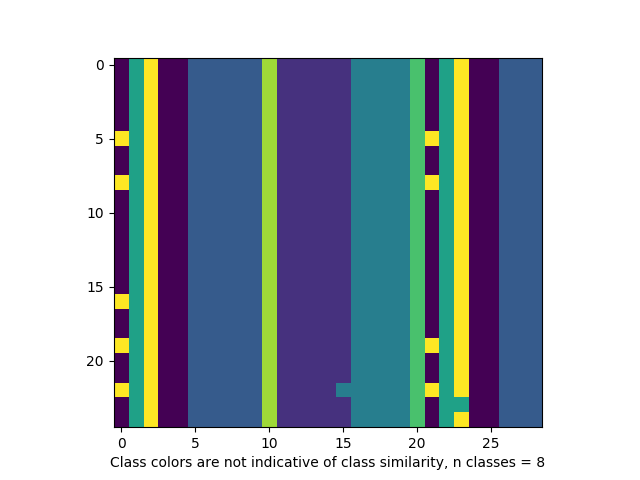 0
5
10
15
20
0 5 10 15 20 25
Class colors are not indicative of class similarity, n classes = 8